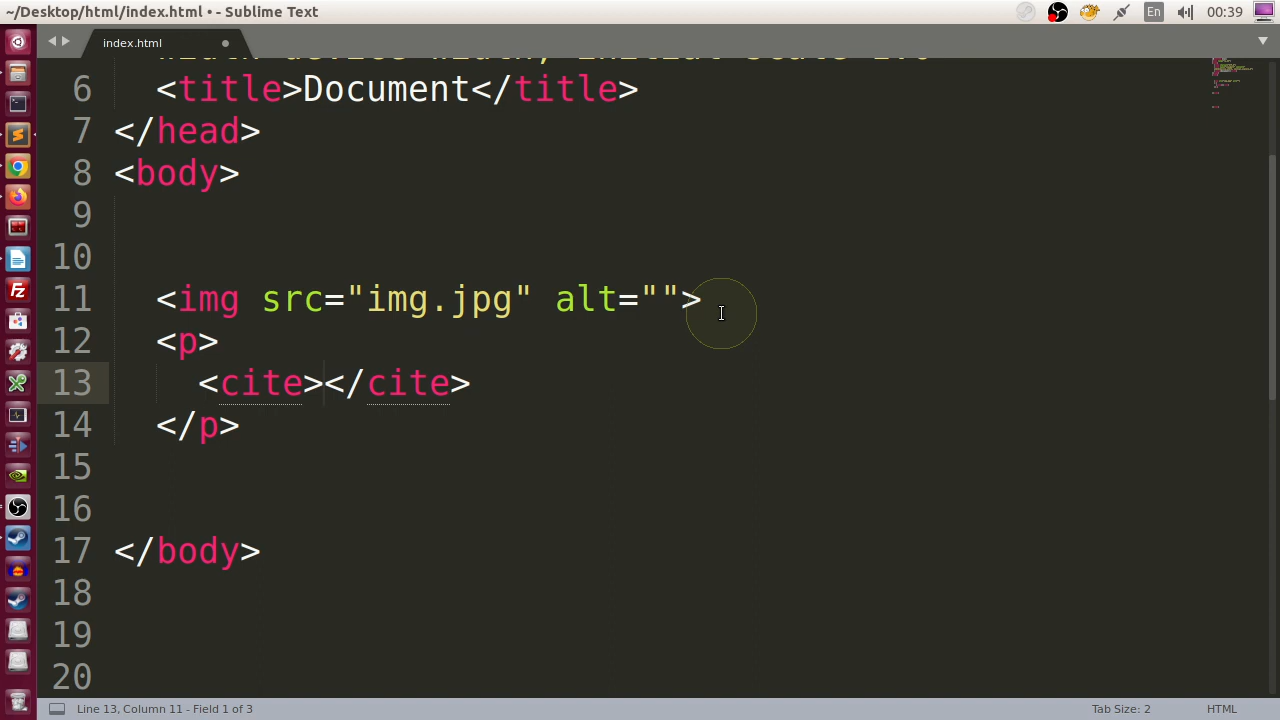 ~/Desktop/html/index.html • - Sublime Text
En
00:39
index.html
6 <title>Document</title>
7 </head>
8 <body>
9
10
11 <img src="img.jpg" alt="">
12 <p>
13 <cite></cite>
14 </p>
15
16
17 </body>
18
19
20
Line 13, Column 11 - Field 1 of 3
Tab Size: 2
HTML